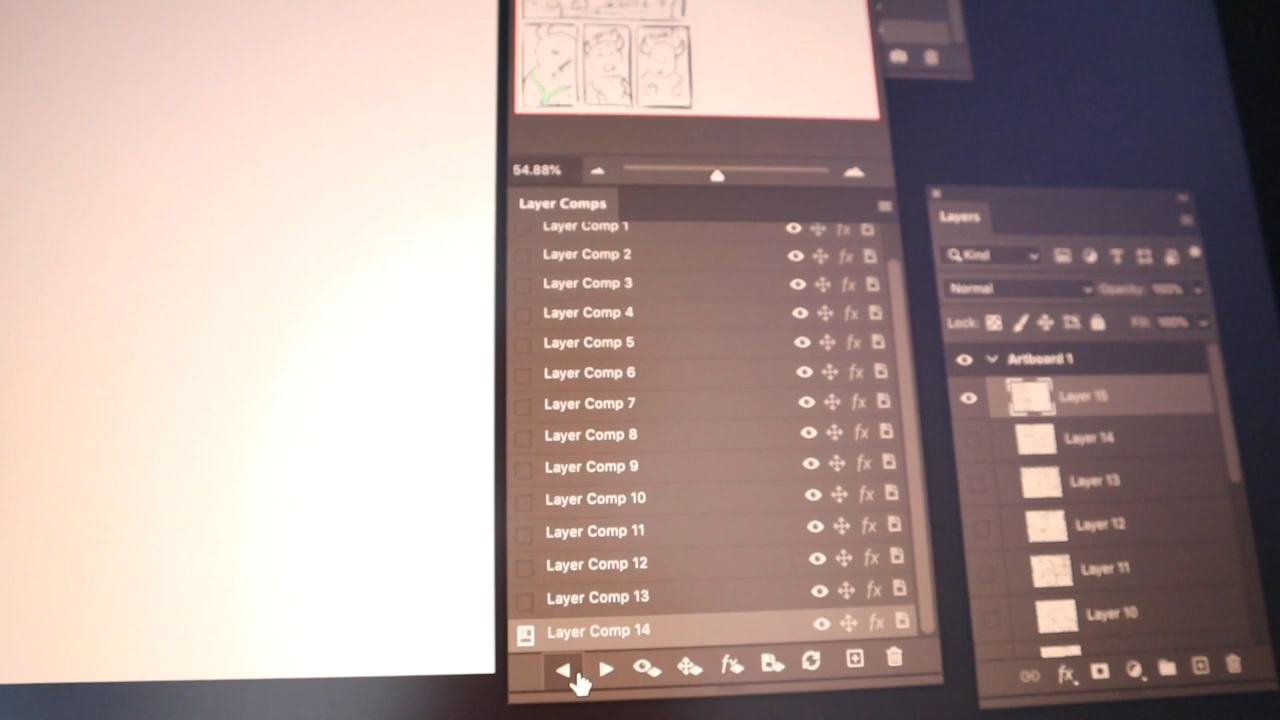 54.88%
Layer Comps
Layer Comp 1
Layer Comp 2
Layer Comp 3
Layer Comp 4
Layer Comp 5
Layer Comp 6
Layer Comp 7
Layer Comp 8
Layer Comp 9
Layer Comp 10
Layer Comp 11
Layer Comp 12
Layer Comp 13
Layer Comp 14
Layers
Kind
Normal Opacity: 100%
Lock: Fill: 100%
Artboard 1
Layer 15
Layer 14
Layer 13
Layer 12
Layer 11
Layer 10